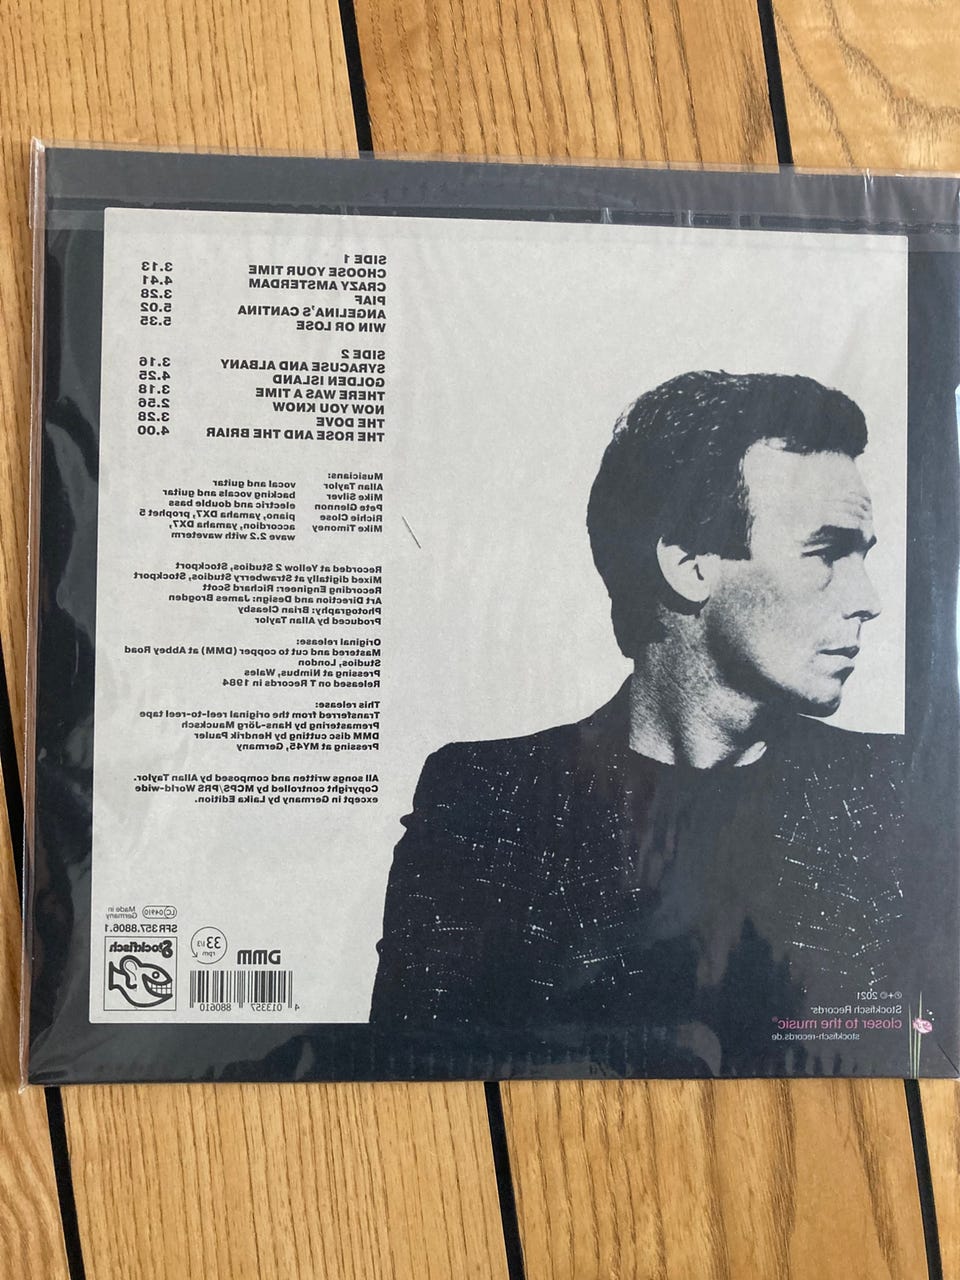 SIDE 1
CHOOSE YOUR TIME 3.13
CRAZY AMSTERDAM 4.41
PIAF 3.28
ANGELINA'S CANTINA 5.02
WIN OR LOSE 5.35
SIDE 2
SYRACUSE AND ALBANY 3.16
GOLDEN ISLAND 4.25
THERE WAS A TIME 3.18
NOW YOU KNOW 2.56
THE DOVE 3.28
THE ROSE AND THE BRIAR 4.00
Musicians:
Allan Taylor vocal and guitar
Mike Silver backing vocals and guitar
Pete Glennon electric and double bass
Richie Close piano, yamaha DX7, prophet 5
Mike Timoney accordion, yamaha, DX7,
wave 2.2 with waveterm
Recorded at Yellow 2 Studios, Stockport
Mixed digitally at Strawberry Studios, Stockport
Recording Engineer: Richard Scott
Art Direction and Design: James Brogden
Photography: Brian Cleasby
Produced by Allan Taylor
Original release:
Mastered and cut to copper (DMM) at Abbey Road
Studios, London,
Pressing at Nimbus, Wales,
Released on T Records in 1984
This release:
Transferred from the original reel-to-reel tape
Premastering by Hans-Jörg Maucksch
DMM disc cutting by Hendrik Pauler
Pressing at MY45, Germany,
All songs written and composed by Allan Taylor.
Copyright controlled by MCPS/PRS World-wide
except in Germany by Laika Edition.
LC 04910 Made in
Germany
SFR357.8806.1
Stockfisch
33 1/3
rpm
DMM
4 013357 880610
℗+© 2021
Stockfisch Records
closer to the music®
stockfisch-records.de